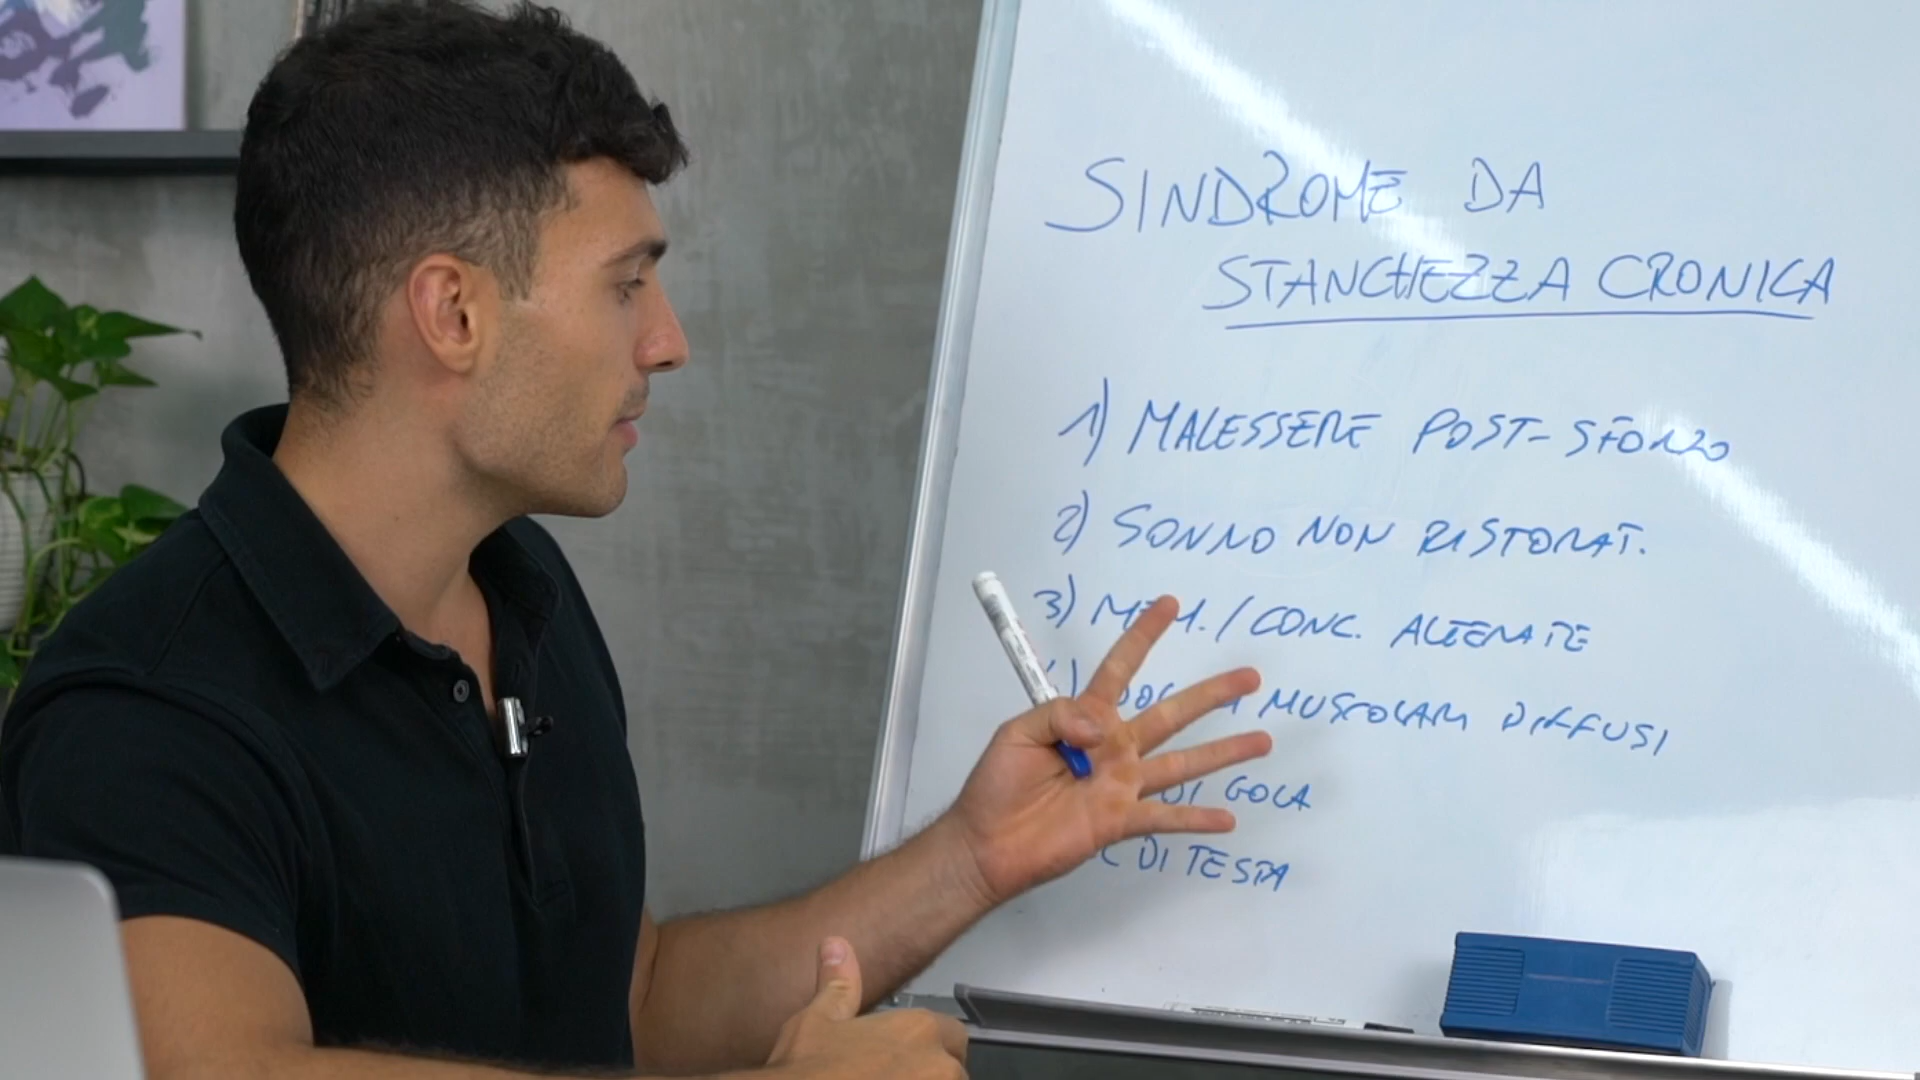 SINDROME DA
STANCHEZZA CRONICA
1) MALESSERE POST-SFORZO
2) SONNO NON RISTORAT.
3) MEM. / CONC. ALTERATE
MUSCOLARI DIFFUSI
DI GOLA
DI TESTA